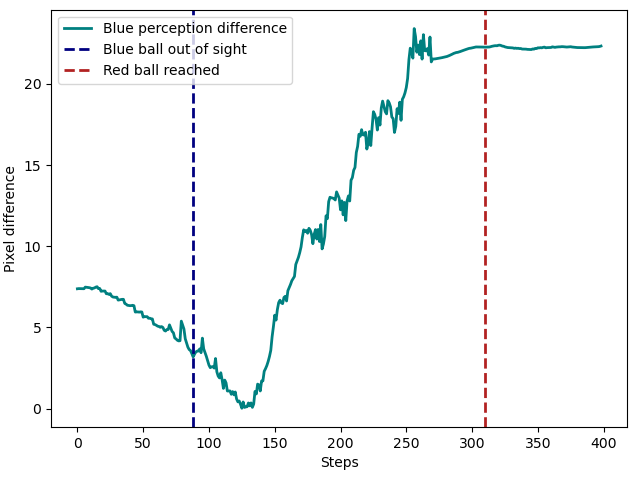 Blue perception difference
Blue ball out of sight
Red ball reached
Pixel difference
20
15
10
5
0
0 50 100 150 200 250 300 350 400
Steps